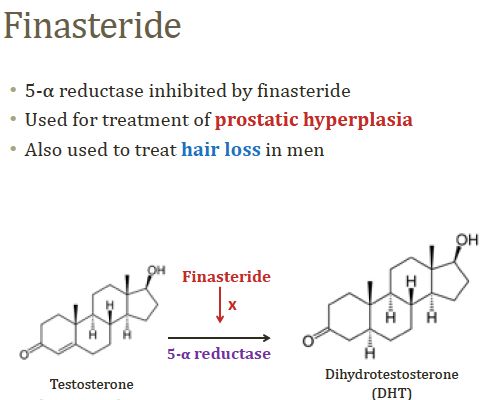 Finasteride
• 5-α reductase inhibited by finasteride
• Used for treatment of prostatic hyperplasia
• Also used to treat hair loss in men
OH
Finasteride
x
5-α reductase
H
H
H
O
Testosterone
OH
H
H
H
H
O
Dihydrotestosterone
(DHT)